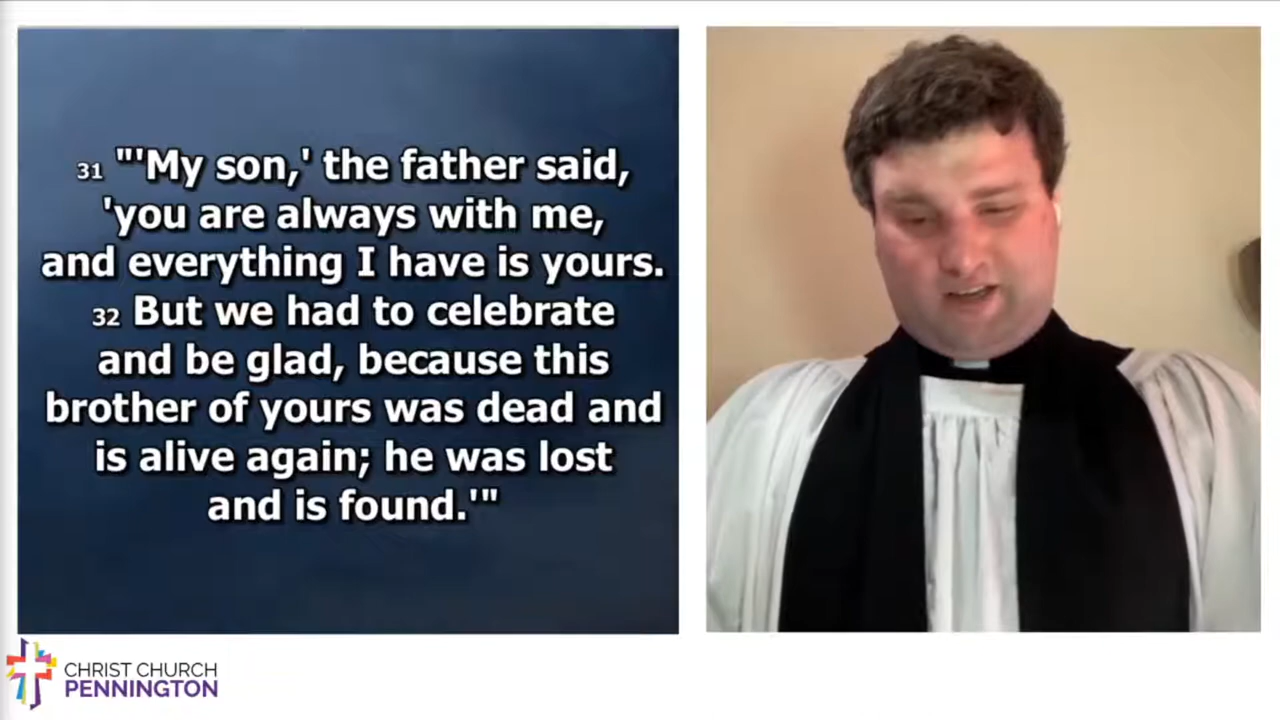 31 "'My son,' the father said,
'you are always with me,
and everything I have is yours.
32 But we had to celebrate
and be glad, because this
brother of yours was dead and
is alive again; he was lost
and is found.'"
CHRIST CHURCH
PENNINGTON